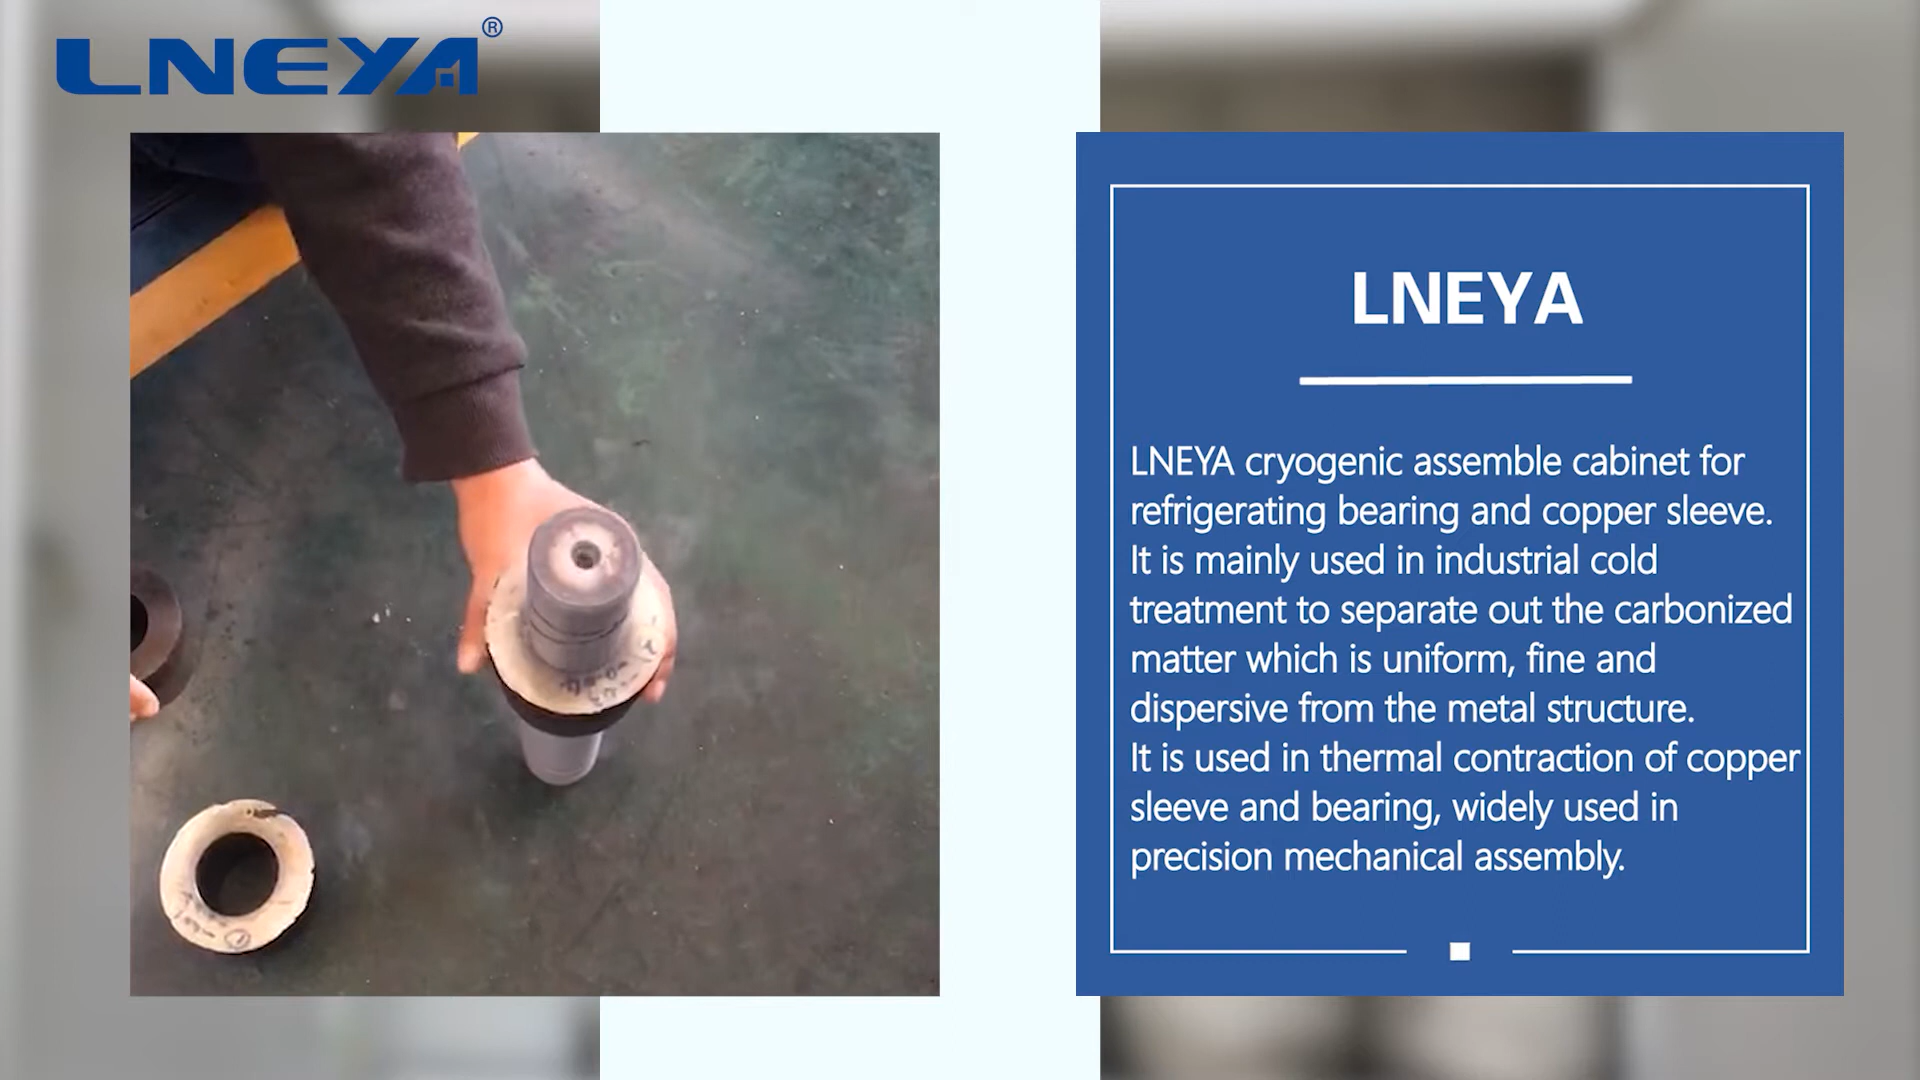 LNEYA®
LNEYA
LNEYA cryogenic assemble cabinet for
refrigerating bearing and copper sleeve.
It is mainly used in industrial cold
treatment to separate out the carbonized
matter which is uniform, fine and
dispersive from the metal structure.
It is used in thermal contraction of copper
sleeve and bearing, widely used in
precision mechanical assembly.